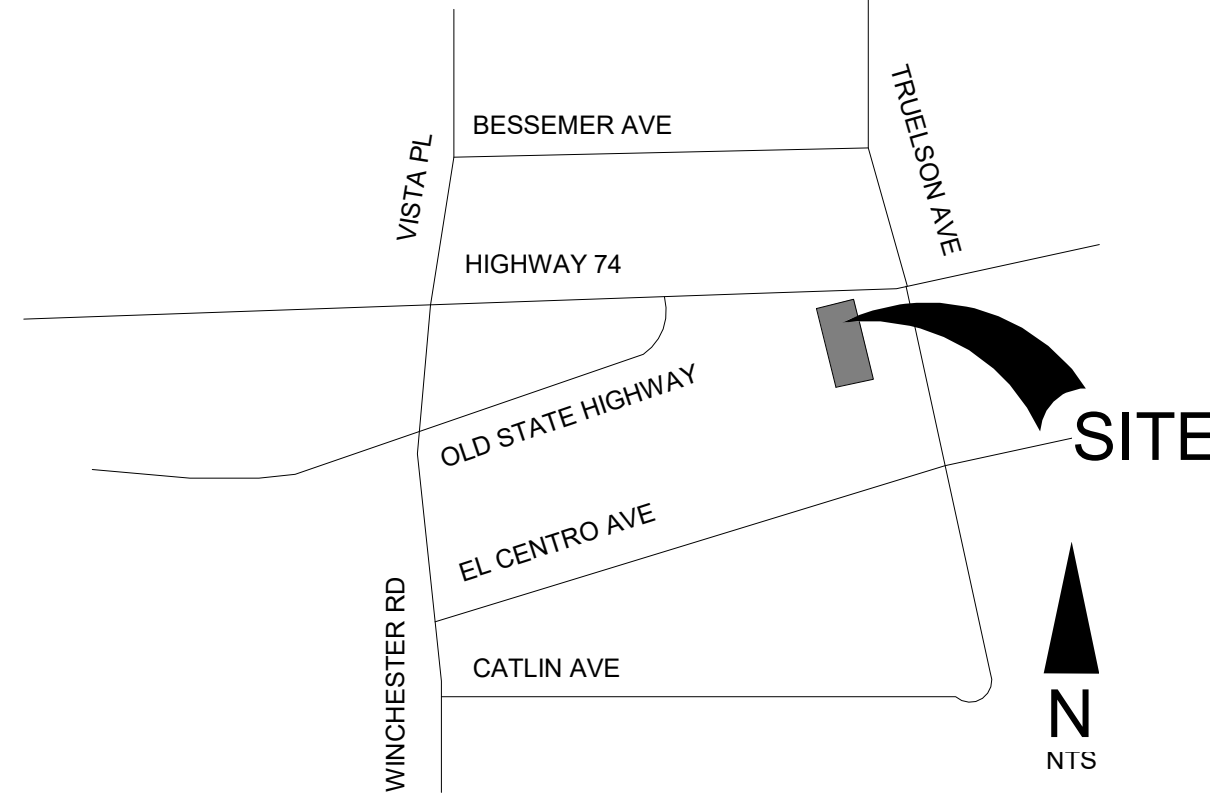 BESSEMER AVE
TRUELSON AVE
VISTA PL
HIGHWAY 74
OLD STATE HIGHWAY
SITE
EL CENTRO AVE
WINCHESTER RD
CATLIN AVE
N
NTS